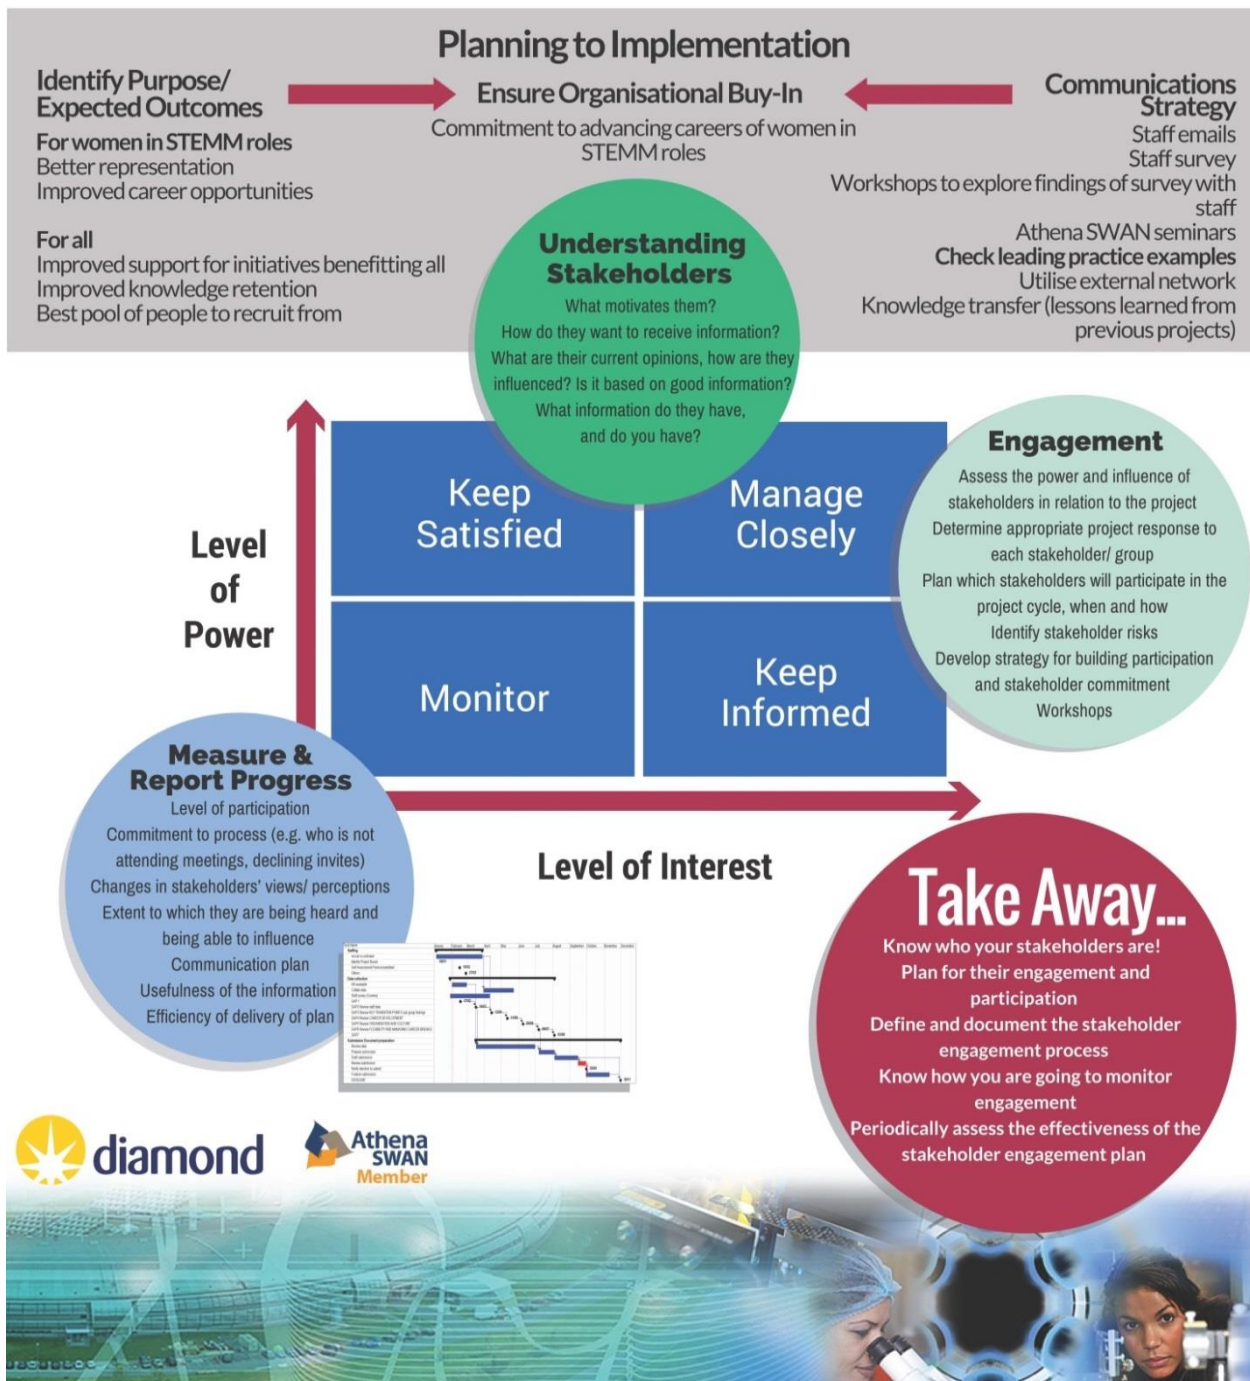 Planning to Implementation
Identify Purpose/
Expected Outcomes
For women in STEMM roles
Better representation
Improved career opportunities
For all
Improved support for initiatives benefitting all
Improved knowledge retention
Best pool of people to recruit from
Ensure Organisational Buy-In
Commitment to advancing careers of women in
STEMM roles
Communications
Strategy
Staff emails
Staff survey
Workshops to explore findings of survey with
staff
Athena SWAN seminars
Check leading practice examples
Utilise external network
Knowledge transfer (lessons learned from
previous projects)
Understanding
Stakeholders
What motivates them?
How do they want to receive information?
What are their current opinions, how are they
influenced? Is it based on good information?
What information do they have,
and do you have?
Level
of
Power
Keep
Satisfied
Manage
Closely
Monitor
Keep
Informed
Level of Interest
Engagement
Assess the power and influence of
stakeholders in relation to the project
Determine appropriate project response to
each stakeholder/ group
Plan which stakeholders will participate in the
project cycle, when and how
Identify stakeholder risks
Develop strategy for building participation
and stakeholder commitment
Workshops
Measure &
Report Progress
Level of participation
Commitment to process (e.g. who is not
attending meetings, declining invites)
Changes in stakeholders' views/ perceptions
Extent to which they are being heard and
being able to influence
Communication plan
Usefulness of the information
Efficiency of delivery of plan
Take Away...
Know who your stakeholders are!
Plan for their engagement and
participation
Define and document the stakeholder
engagement process
Know how you are going to monitor
engagement
Periodically assess the effectiveness of the
stakeholder engagement plan
diamond
Athena
SWAN
Member